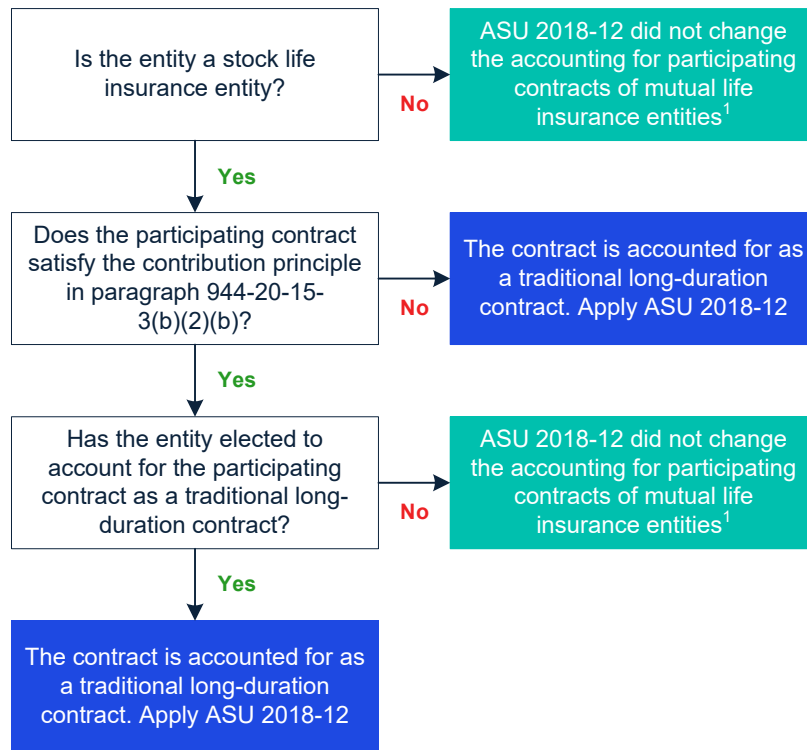 Is the entity a stock life
insurance entity?
No
ASU 2018-12 did not change
the accounting for participating
contracts of mutual life
insurance entities1
Yes
Does the participating contract
satisfy the contribution principle
in paragraph 944-20-15-
3(b)(2)(b)?
No
The contract is accounted for as
a traditional long-duration
contract. Apply ASU 2018-12
Yes
Has the entity elected to
account for the participating
contract as a traditional long-
duration contract?
No
ASU 2018-12 did not change
the accounting for participating
contracts of mutual life
insurance entities1
Yes
The contract is accounted for as
a traditional long-duration
contract. Apply ASU 2018-12